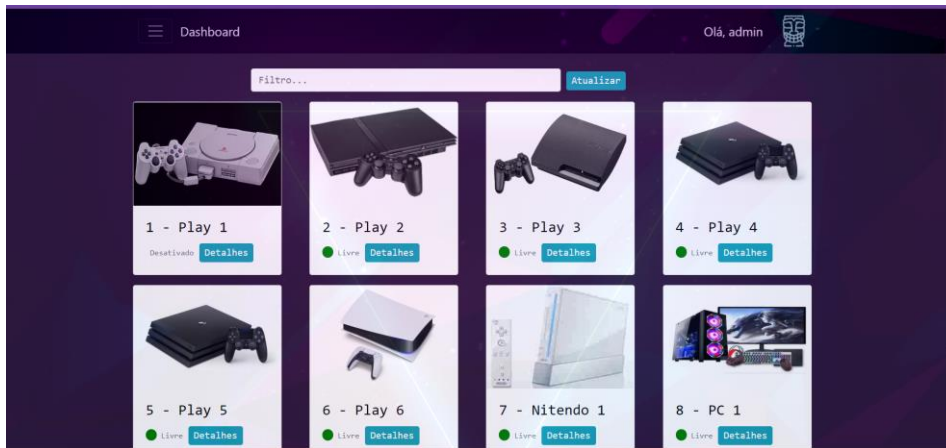 Dashboard
Olá, admin
Filtro...
Atualizar
1 - Play 1
Desativado Detalhes
2 - Play 2
Livre Detalhes
3 - Play 3
Livre Detalhes
4 - Play 4
Livre Detalhes
5 - Play 5
Livre Detalhes
6 - Play 6
Livre Detalhes
7 - Nitendo 1
Livre Detalhes
8 - PC 1
Livre Detalhes